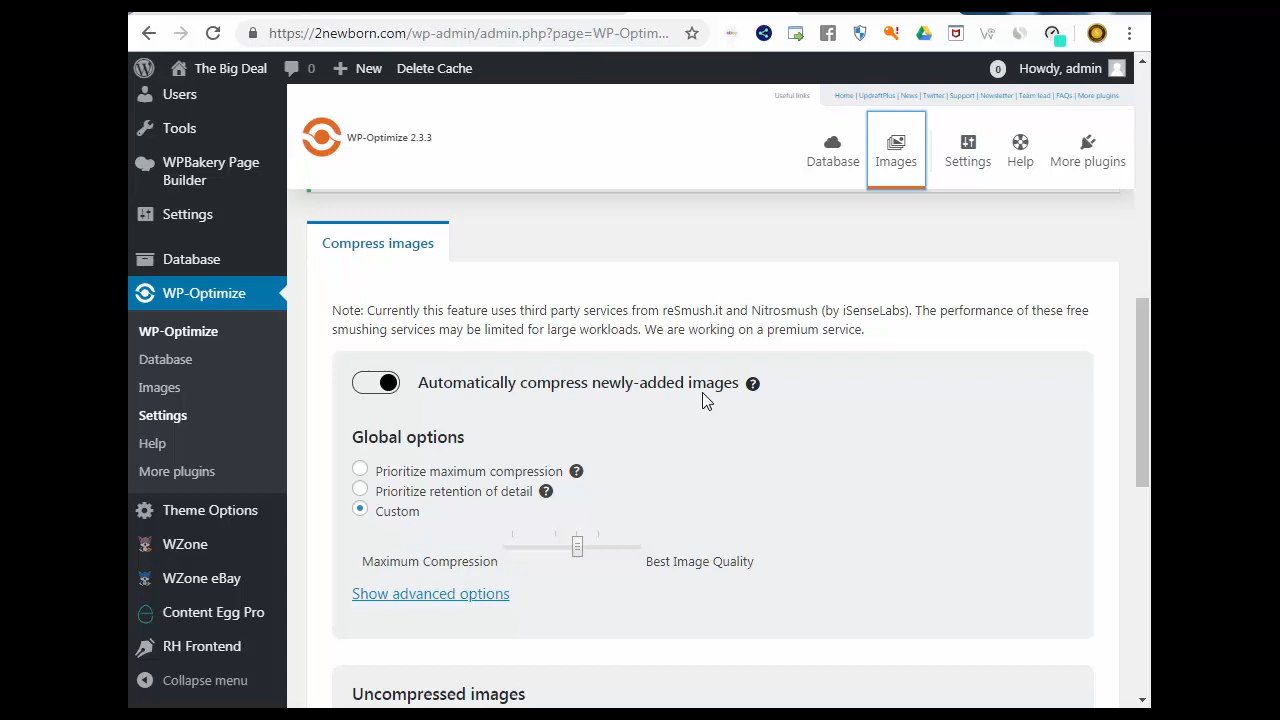 https://2newborn.com/wp-admin/admin.php?page=WP-Optim...
The Big Deal
0
New
Delete Cache
0
Howdy, admin
Users
Tools
WPBakery Page
Builder
Settings
Database
WP-Optimize
WP-Optimize
Database
Images
Settings
Help
More plugins
Theme Options
WZone
WZone eBay
Content Egg Pro
RH Frontend
Collapse menu
Useful links
Home | UpdraftPlus | News | Twitter | Support | Newsletter | Team lead | FAQs | More plugins
WP-Optimize 2.3.3
Database
Images
Settings
Help
More plugins
Compress images
Note: Currently this feature uses third party services from reSmush.it and Nitrosmush (by iSenseLabs). The performance of these free
smushing services may be limited for large workloads. We are working on a premium service.
Automatically compress newly-added images ?
Global options
Prioritize maximum compression ?
Prioritize retention of detail ?
Custom
Maximum Compression
Best Image Quality
Show advanced options
Uncompressed images